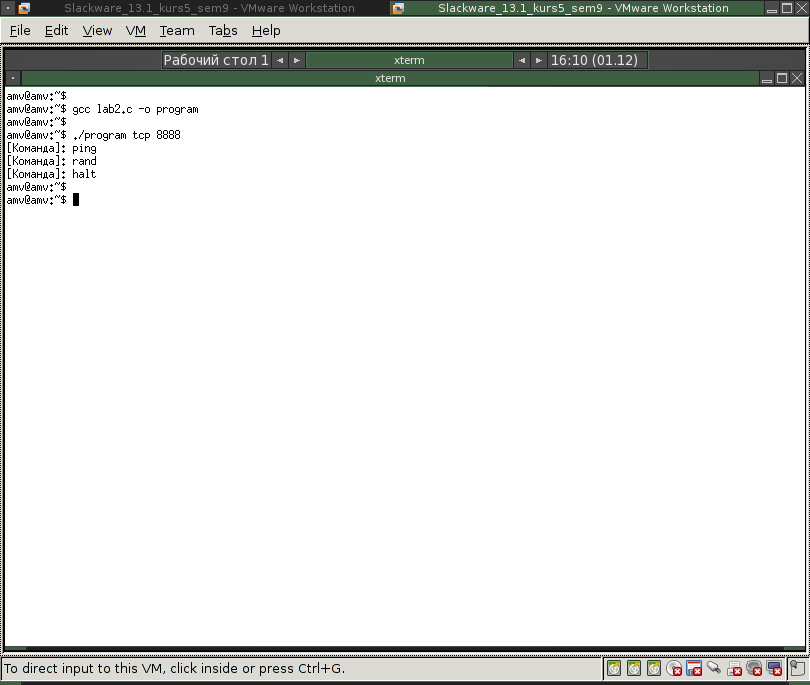 Slackware_13.1_kurs5_sem9 - VMware Workstation
Slackware_13.1_kurs5_sem9 - VMware Workstation
File Edit View VM Team Tabs Help
Рабочий стол 1 xterm 16:10 (01.12)
xterm
amv@amv:~$
amv@amv:~$ gcc lab2.c -o program
amv@amv:~$
amv@amv:~$ ./program tcp 8888
[Команда]: ping
[Команда]: rand
[Команда]: halt
amv@amv:~$
amv@amv:~$
To direct input to this VM, click inside or press Ctrl+G.